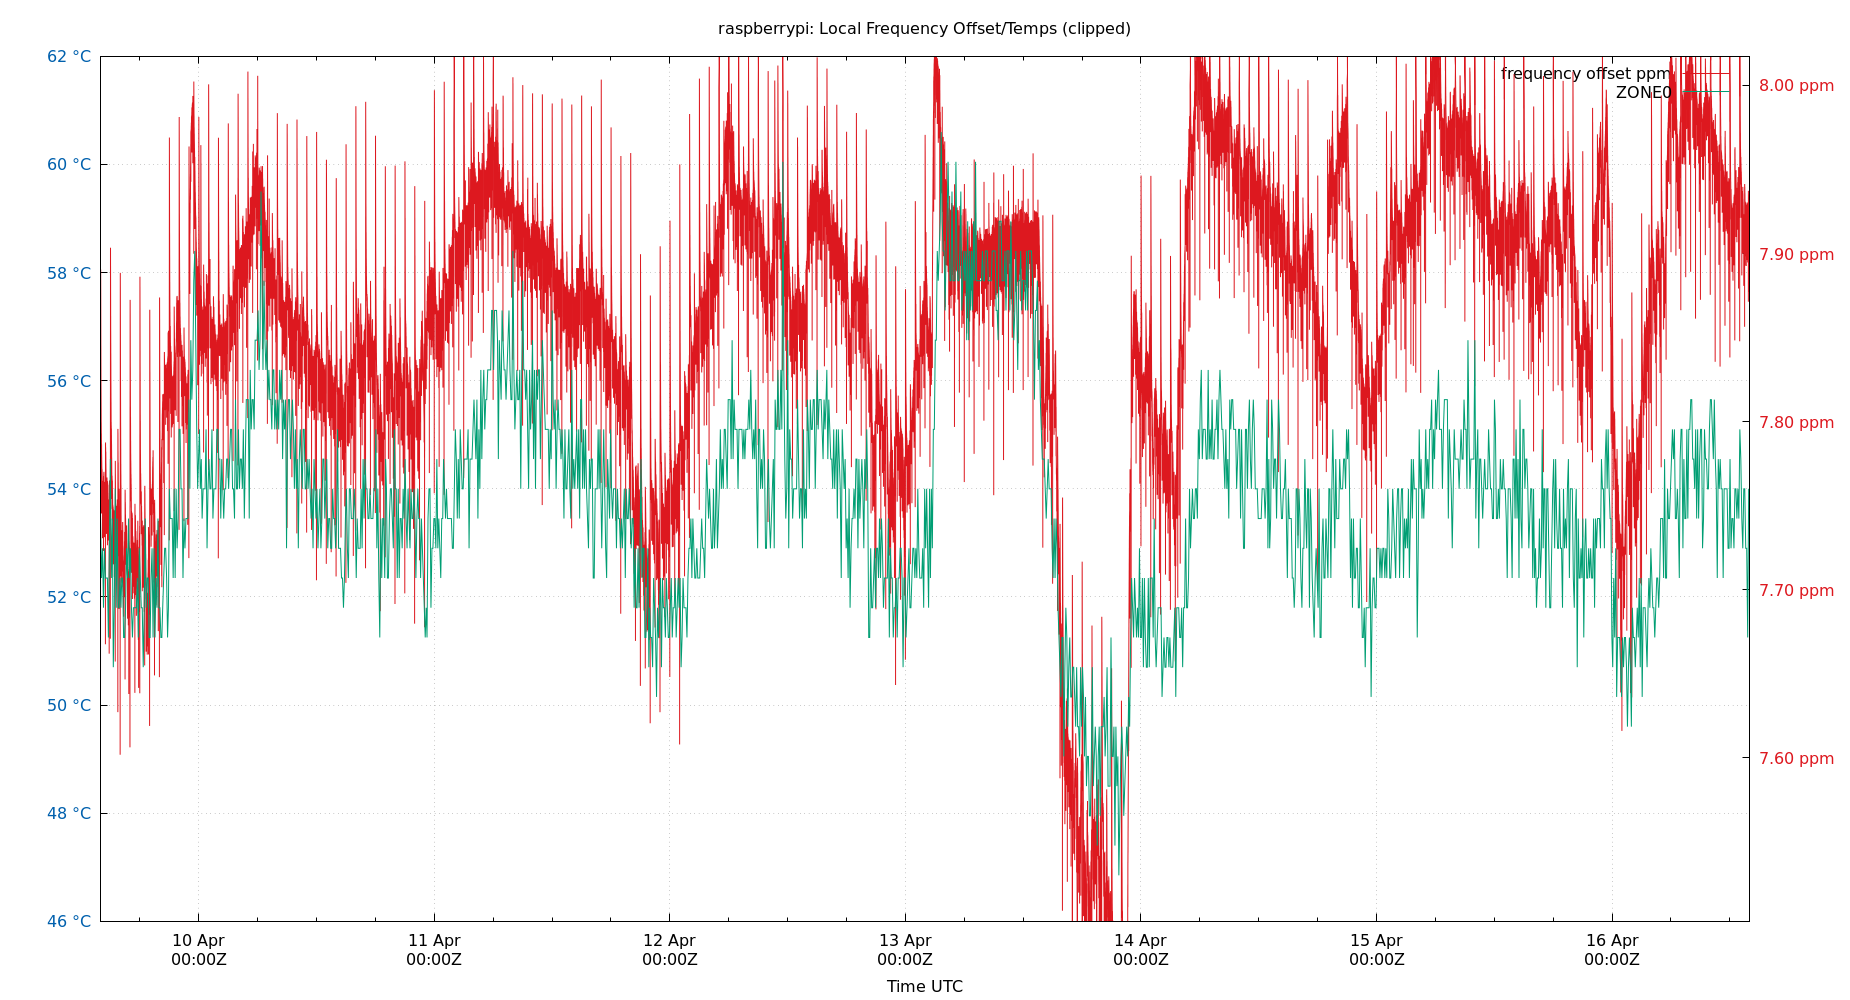 raspberrypi: Local Frequency Offset/Temps (clipped)
62 °C
60 °C
58 °C
56 °C
54 °C
52 °C
50 °C
48 °C
46 °C
frequency offset ppm
ZONE0
8.00 ppm
7.90 ppm
7.80 ppm
7.70 ppm
7.60 ppm
10 Apr
00:00Z
11 Apr
00:00Z
12 Apr
00:00Z
13 Apr
00:00Z
14 Apr
00:00Z
15 Apr
00:00Z
16 Apr
00:00Z
Time UTC